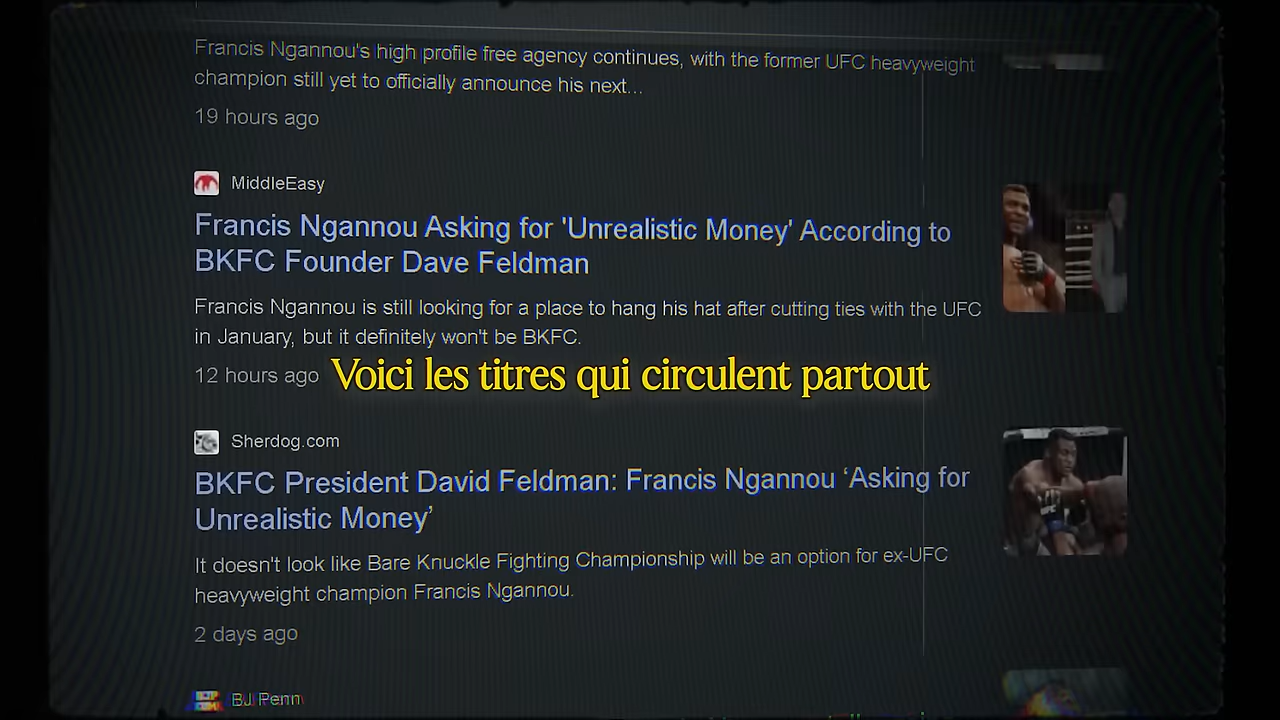 Francis Ngannou's high profile free agency continues, with the former UFC heavyweight
champion still yet to officially announce his next...
19 hours ago
MiddleEasy
Francis Ngannou Asking for 'Unrealistic Money' According to
BKFC Founder Dave Feldman
Francis Ngannou is still looking for a place to hang his hat after cutting ties with the UFC
in January, but it definitely won't be BKFC.
12 hours ago
Voici les titres qui circulent partout
Sherdog.com
BKFC President David Feldman: Francis Ngannou ‘Asking for
Unrealistic Money’
It doesn't look like Bare Knuckle Fighting Championship will be an option for ex-UFC
heavyweight champion Francis Ngannou.
2 days ago
BJ Penn